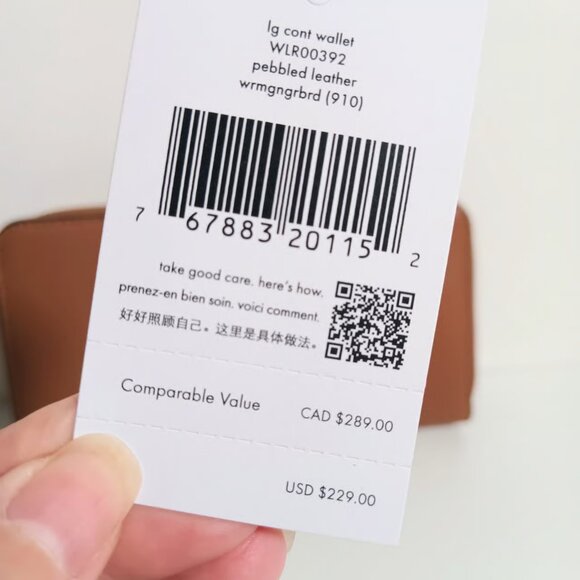 lg cont wallet
WLR00392
pebbled leather
wrmgngrbrd (910)
7 67883 20115 2
take good care. here's how.
prenez-en bien soin. voici comment.
好好照顾自己。这里是具体做法。
Comparable Value CAD $289.00
USD $229.00